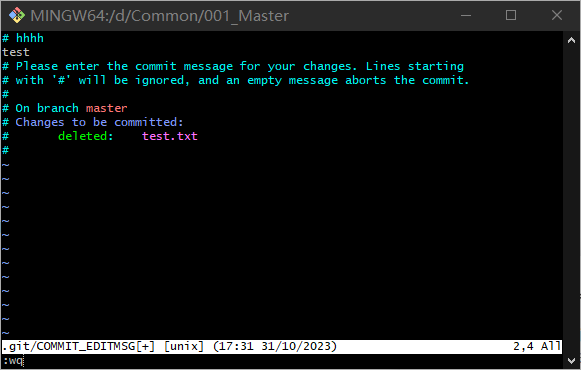 MINGW64:/d/Common/001_Master
# hhhh
test
# Please enter the commit message for your changes. Lines starting
# with '#' will be ignored, and an empty message aborts the commit.
#
# On branch master
# Changes to be committed:
#       deleted:    test.txt
#
~
~
~
~
~
~
~
~
~
~
~
~
~
.git/COMMIT_EDITMSG[+] [unix] (17:31 31/10/2023) 2,4 All
:wq